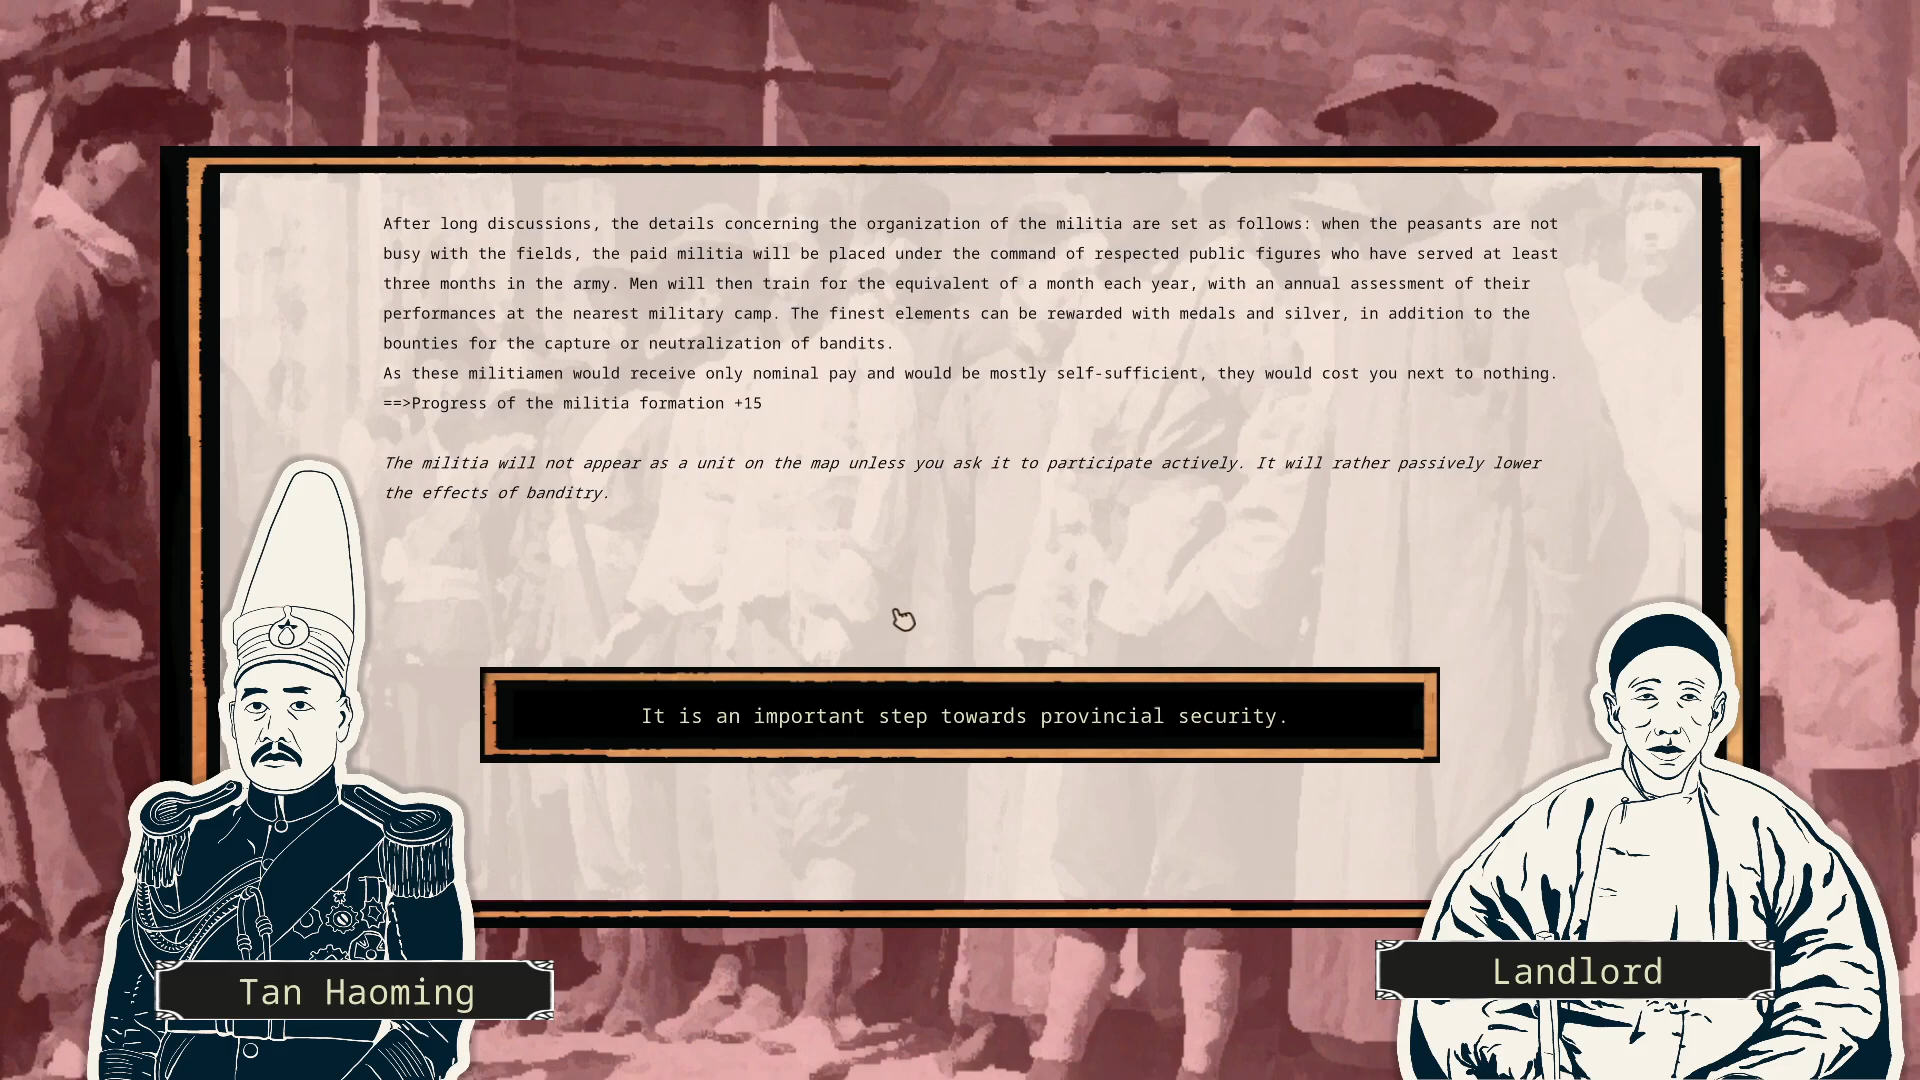 After long discussions, the details concerning the organization of the militia are set as follows: when the peasants are not
busy with the fields, the paid militia will be placed under the command of respected public figures who have served at least
three months in the army. Men will then train for the equivalent of a month each year, with an annual assessment of their
performances at the nearest military camp. The finest elements can be rewarded with medals and silver, in addition to the
bounties for the capture or neutralization of bandits.
As these militiamen would receive only nominal pay and would be mostly self-sufficient, they would cost you next to nothing.
==>Progress of the militia formation +15
The militia will not appear as a unit on the map unless you ask it to participate actively. It will rather passively lower
the effects of banditry.
It is an important step towards provincial security.
Tan Haoming
Landlord